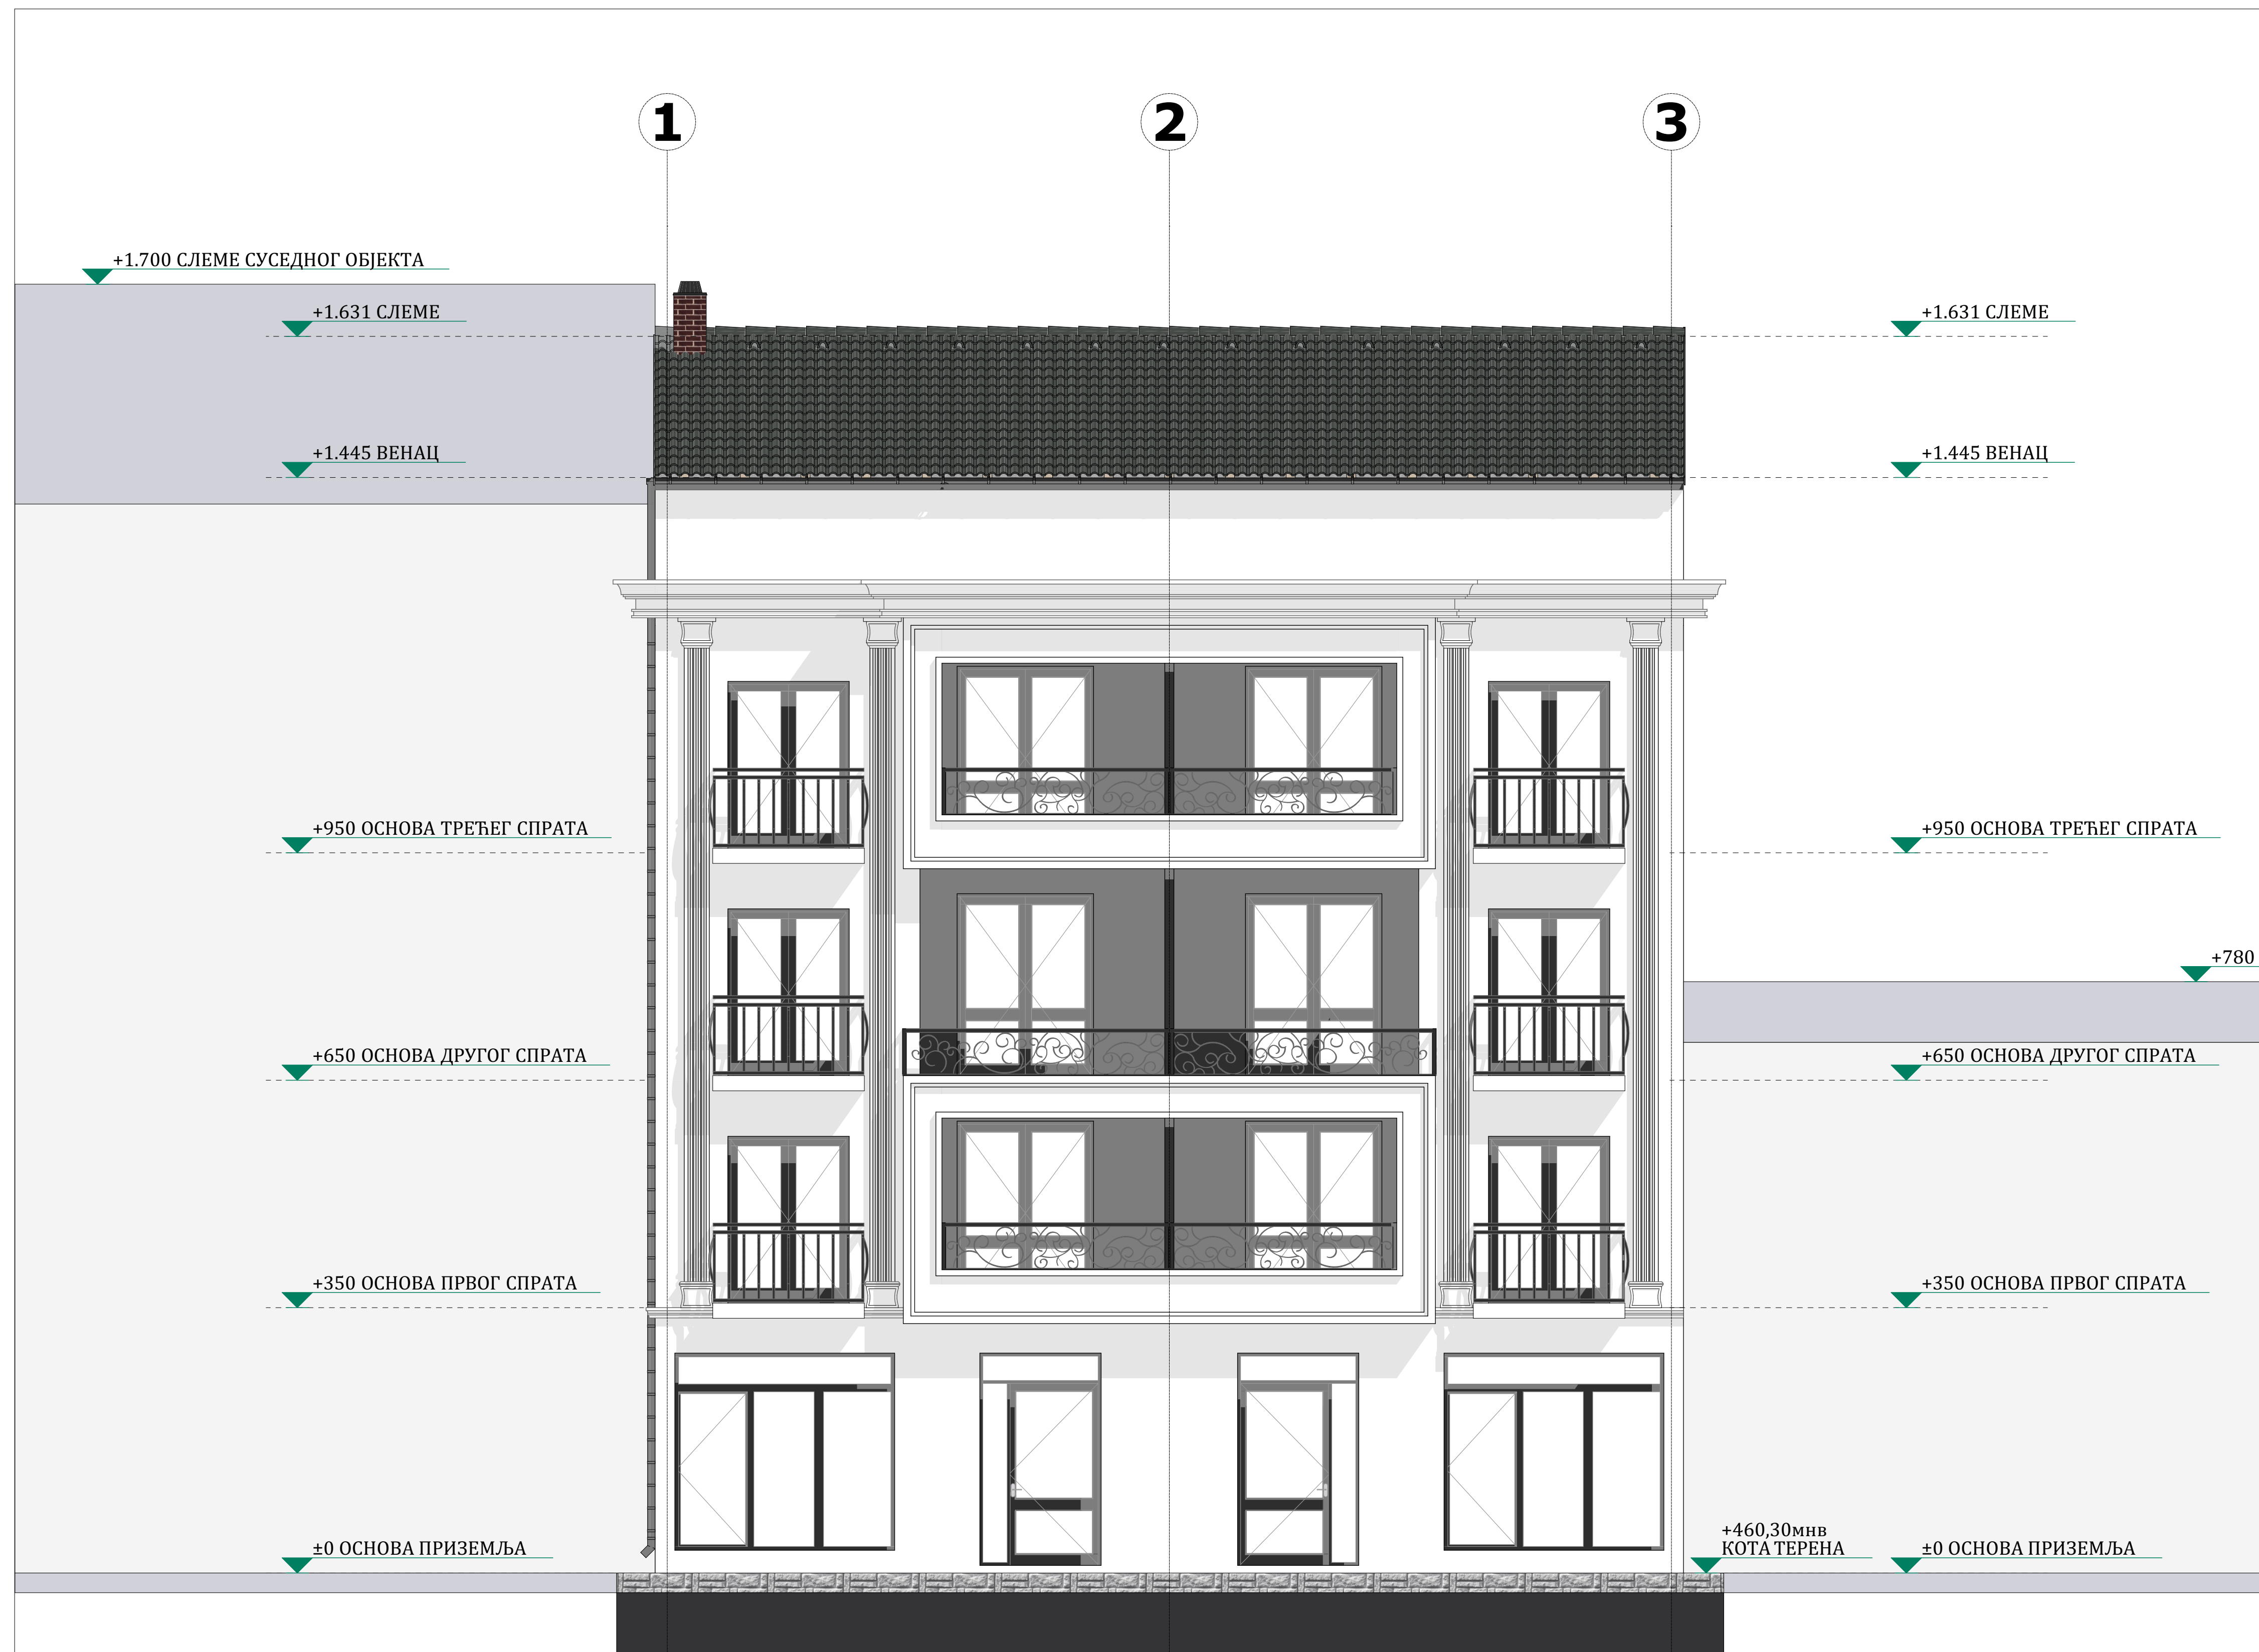 1
2
3
+1.700 СЛЕМЕ СУСЕДНОГ ОБЈЕКТА
+1.631 СЛЕМЕ
+1.631 СЛЕМЕ
+1.445 ВЕНАЦ
+1.445 ВЕНАЦ
+950 ОСНОВА ТРЕЋЕГ СПРАТА
+950 ОСНОВА ТРЕЋЕГ СПРАТА
+780
+650 ОСНОВА ДРУГОГ СПРАТА
+650 ОСНОВА ДРУГОГ СПРАТА
+350 ОСНОВА ПРВОГ СПРАТА
+350 ОСНОВА ПРВОГ СПРАТА
+460,30мнв
КОТА ТЕРЕНА
±0 ОСНОВА ПРИЗЕМЉА
±0 ОСНОВА ПРИЗЕМЉА